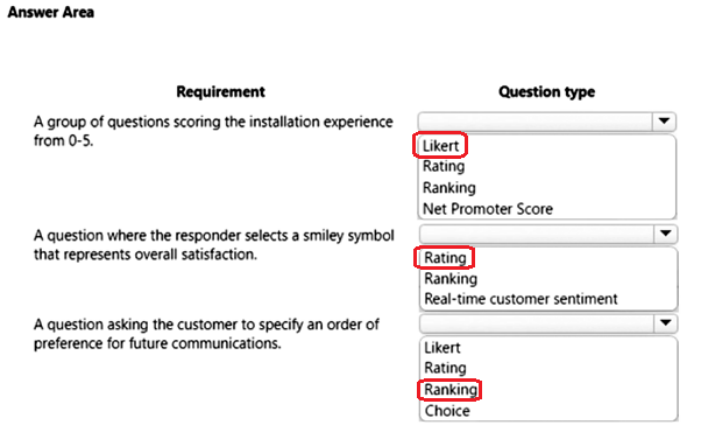 Answer Area
Requirement
Question type
A group of questions scoring the installation experience
from 0-5.
Likert
Rating
Ranking
Net Promoter Score
A question where the responder selects a smiley symbol
that represents overall satisfaction.
Rating
Ranking
Real-time customer sentiment
A question asking the customer to specify an order of
preference for future communications.
Likert
Rating
Ranking
Choice